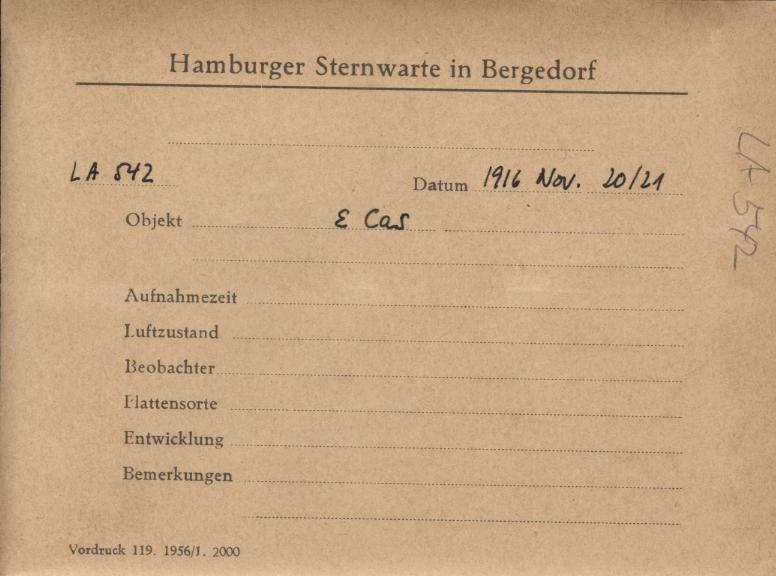 Hamburger Sternwarte in Bergedorf
LA 542
Datum 1916 Nov. 20/21
Objekt ε Cas
Aufnahmezeit
Luftzustand
Beobachter
Plattensorte
Entwicklung
Bemerkungen
Vordruck 119. 1956/1. 2000
LA 542